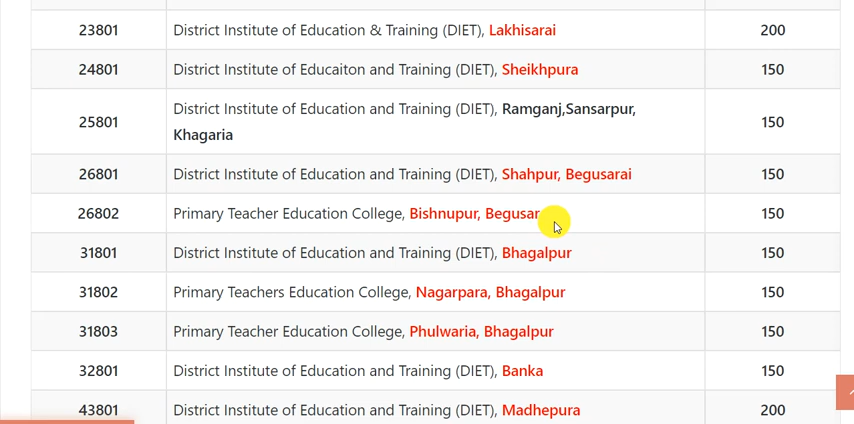 23801 District Institute of Education & Training (DIET), Lakhisarai 200
24801 District Institute of Educaiton and Training (DIET), Sheikhpura 150
25801 District Institute of Education and Training (DIET), Ramganj,Sansarpur, 150
Khagaria
26801 District Institute of Education and Training (DIET), Shahpur, Begusarai 150
26802 Primary Teacher Education College, Bishnupur, Begusar 150
31801 District Institute of Education and Training (DIET), Bhagalpur 150
31802 Primary Teachers Education College, Nagarpara, Bhagalpur 150
31803 Primary Teacher Education College, Phulwaria, Bhagalpur 150
32801 District Institute of Education and Training (DIET), Banka 150
43801 District Institute of Education and Training (DIET), Madhepura 200